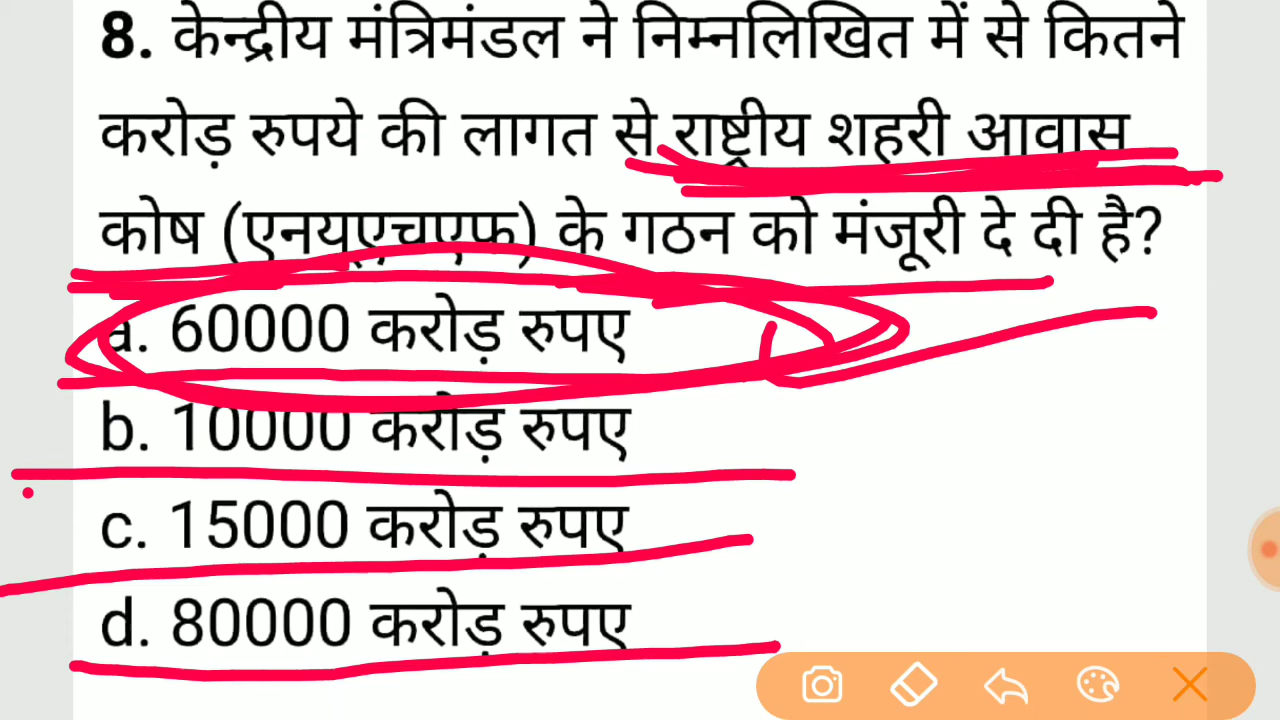 8. केन्द्रीय मंत्रिमंडल ने निम्नलिखित में से कितने
करोड़ रुपये की लागत से राष्ट्रीय शहरी आवास
कोष (एनयूएचएफ) के गठन को मंजूरी दे दी है?
a. 60000 करोड़ रुपए
b. 10000 करोड़ रुपए
c. 15000 करोड़ रुपए
d. 80000 करोड़ रुपए